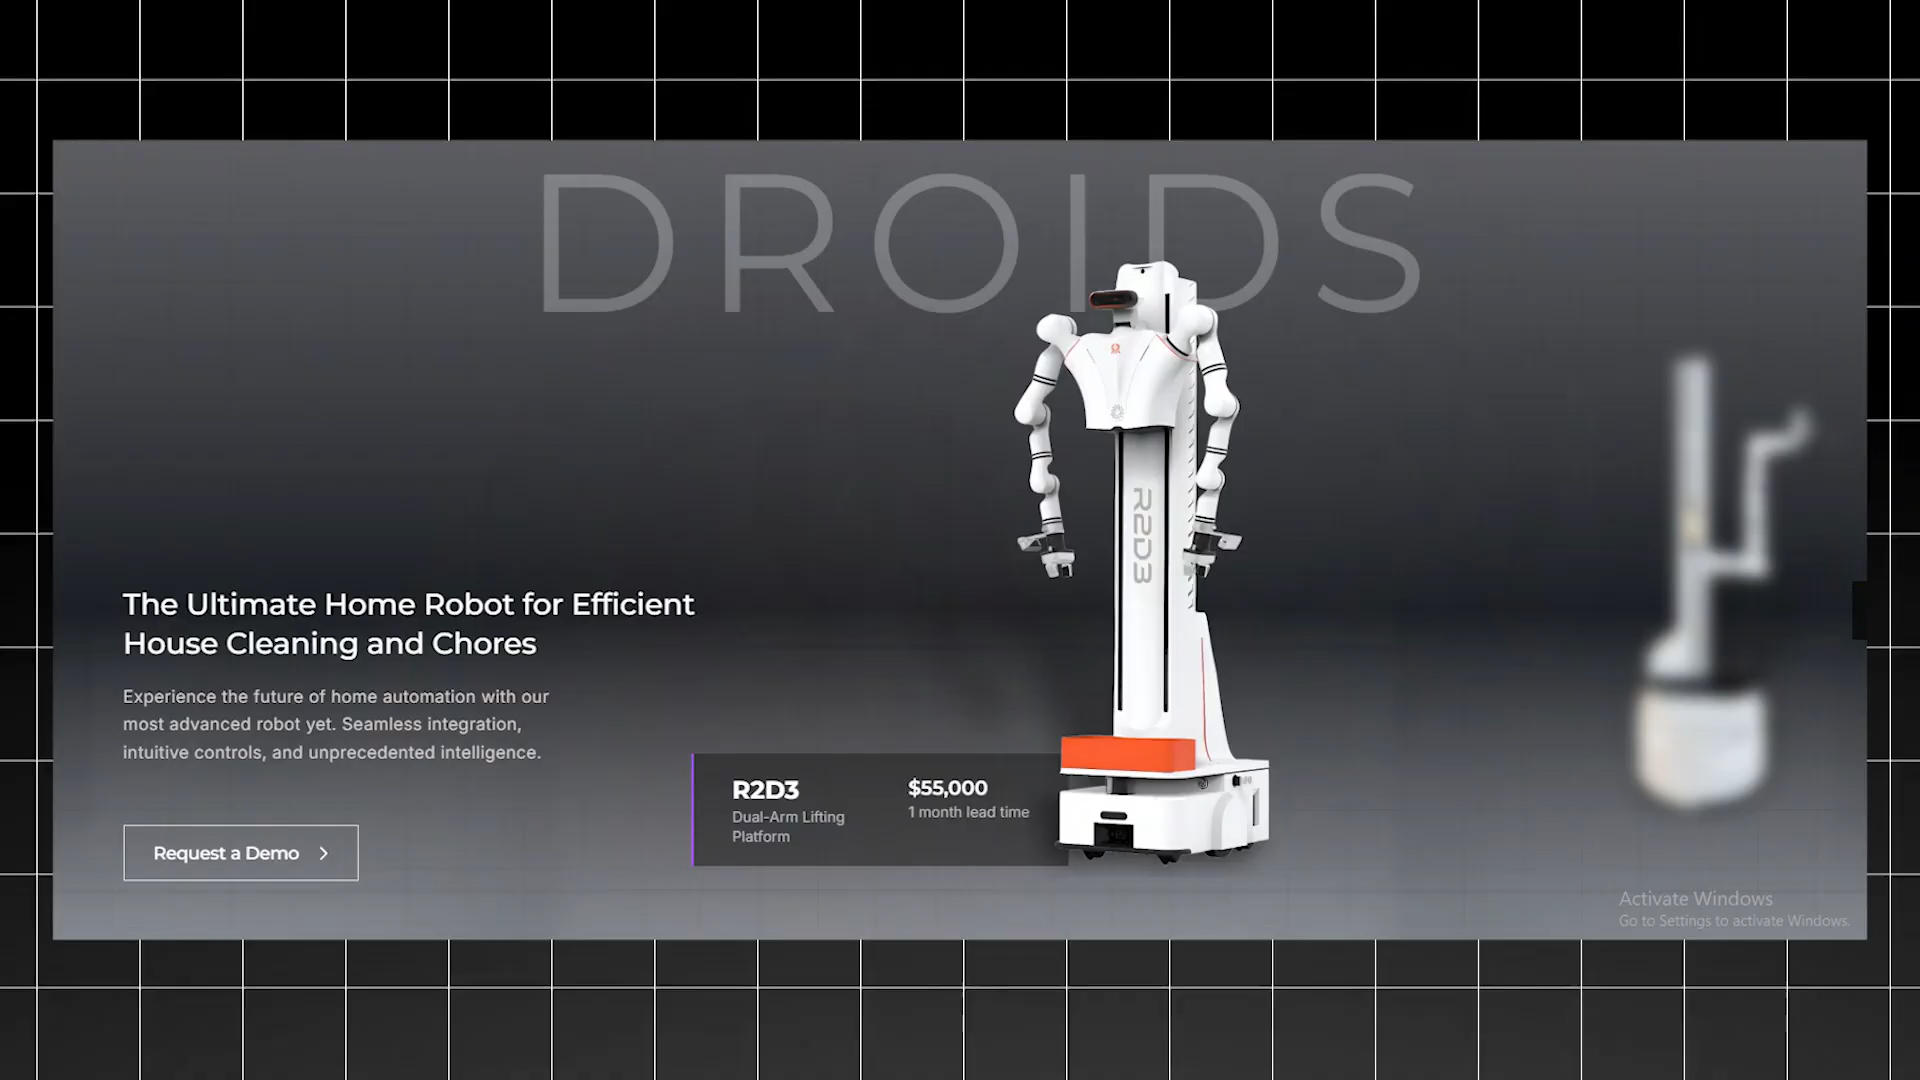 DROIDS
R2D3
The Ultimate Home Robot for Efficient
House Cleaning and Chores
Experience the future of home automation with our
most advanced robot yet. Seamless integration,
intuitive controls, and unprecedented intelligence.
Request a Demo
R2D3
Dual-Arm Lifting
Platform
$55,000
1 month lead time
Activate Windows
Go to Settings to activate Windows.